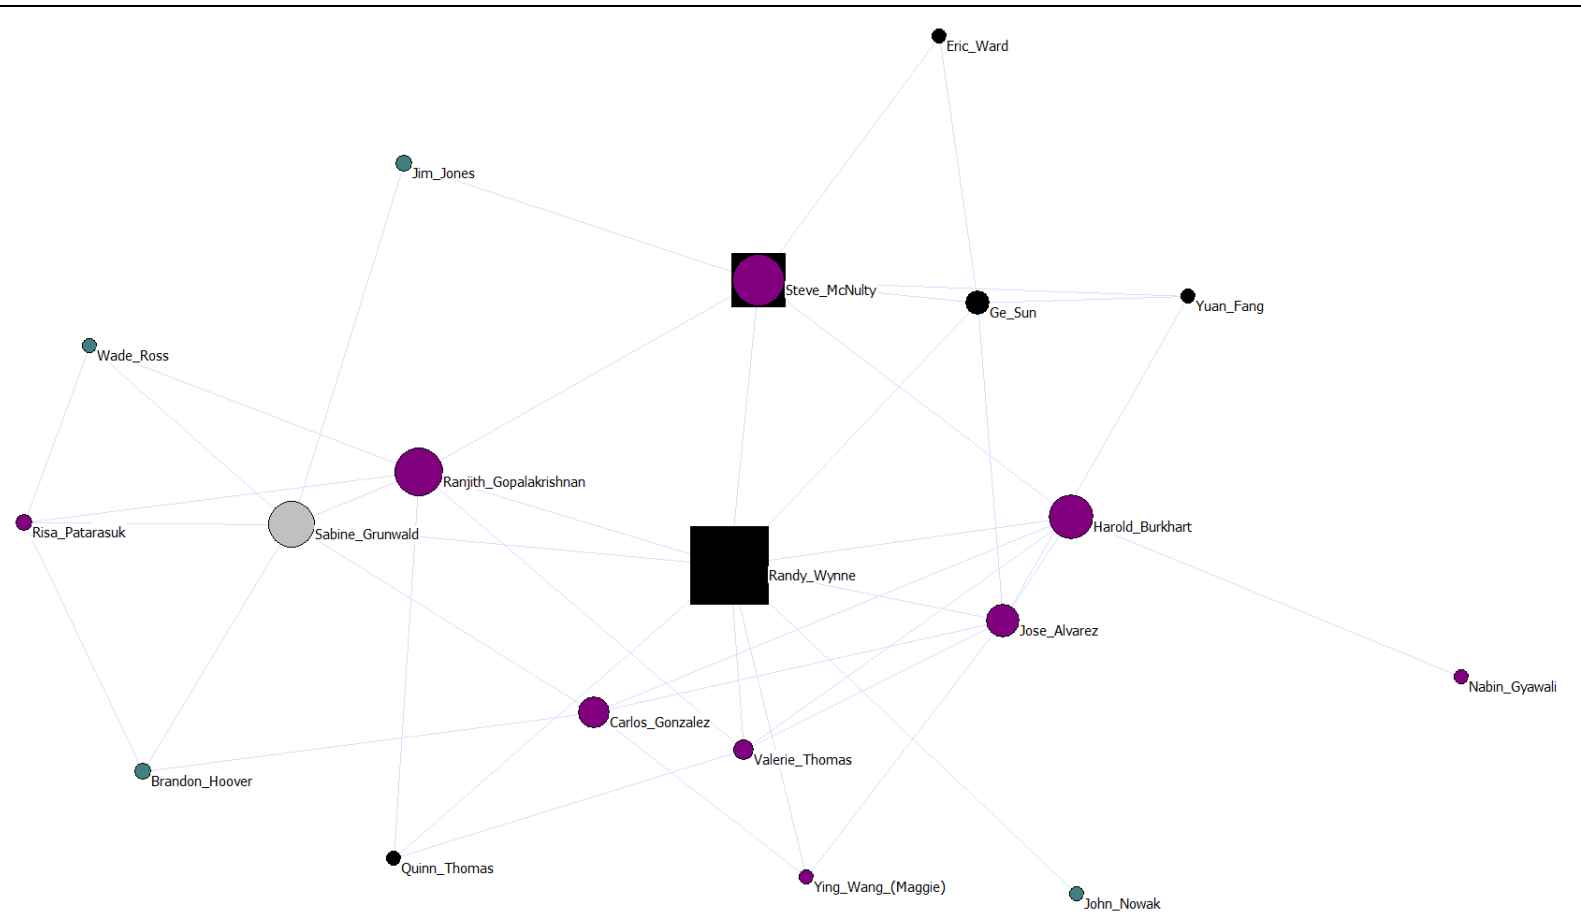 Eric_Ward
Jim_Jones
Steve_McNulty
Yuan_Fang
Ge_Sun
Wade_Ross
Ranjith_Gopalakrishnan
Harold_Burkhart
Risa_Patarasuk
Sabine_Grunwald
Randy_Wynne
Jose_Alvarez
Nabin_Gyawali
Carlos_Gonzalez
Valerie_Thomas
Brandon_Hoover
Quinn_Thomas
Ying_Wang_(Maggie)
John_Nowak